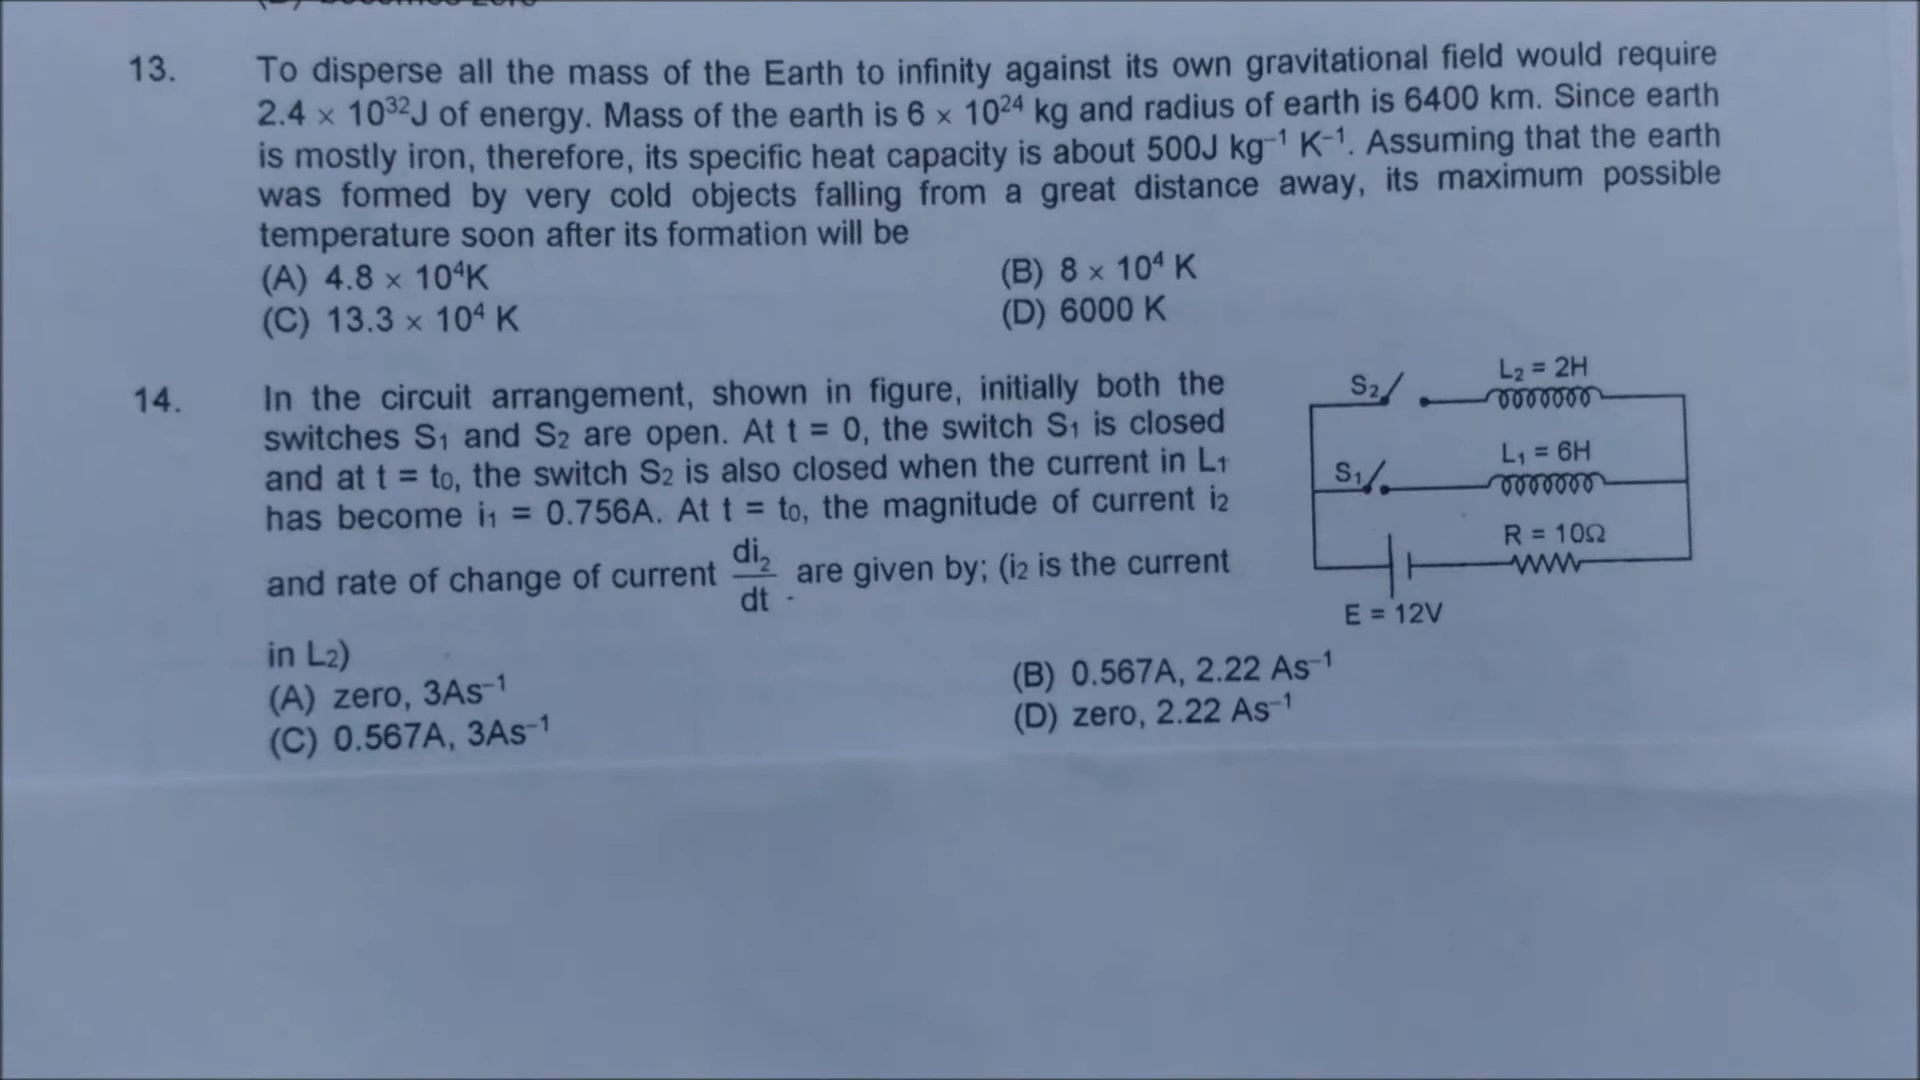 13. To disperse all the mass of the Earth to infinity against its own gravitational field would require
2.4 × 10³²J of energy. Mass of the earth is 6 × 10²⁴ kg and radius of earth is 6400 km. Since earth
is mostly iron, therefore, its specific heat capacity is about 500J kg⁻¹ K⁻¹. Assuming that the earth
was formed by very cold objects falling from a great distance away, its maximum possible
temperature soon after its formation will be
(A) 4.8 × 10⁴K (B) 8 × 10⁴ K
(C) 13.3 × 10⁴ K (D) 6000 K
14. In the circuit arrangement, shown in figure, initially both the
switches S₁ and S₂ are open. At t = 0, the switch S₁ is closed
and at t = t₀, the switch S₂ is also closed when the current in L₁
has become i₁ = 0.756A. At t = t₀, the magnitude of current i₂
and rate of change of current di₂/dt are given by; (i₂ is the current
in L₂)
(A) zero, 3As⁻¹ (B) 0.567A, 2.22 As⁻¹
(C) 0.567A, 3As⁻¹ (D) zero, 2.22 As⁻¹
S₂ L₂ = 2H
S₁ L₁ = 6H
R = 10Ω
E = 12V